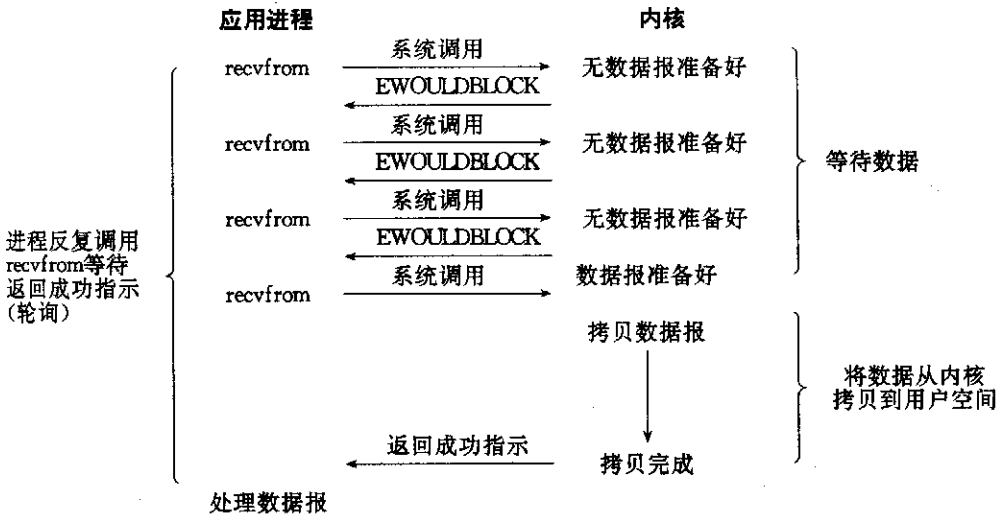 应用进程
内核
系统调用
recvfrom
无数据报准备好
EWOULDBLOCK
系统调用
recvfrom
无数据报准备好
EWOULDBLOCK
等待数据
系统调用
recvfrom
无数据报准备好
EWOULDBLOCK
进程反复调用
recvfrom等待
返回成功指示
(轮询)
系统调用
recvfrom
数据报准备好
拷贝数据报
将数据从内核
拷贝到用户空间
返回成功指示
拷贝完成
处理数据报